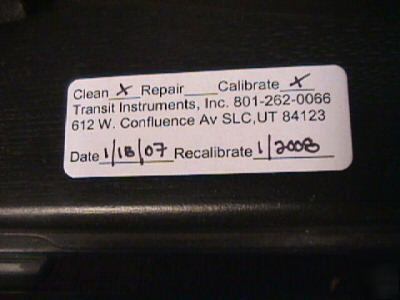 Clean X Repair____ Calibrate X
Transit Instruments, Inc. 801-262-0066
612 W. Confluence Av SLC,UT 84123
Date 1/18/07 Recalibrate 1/2008